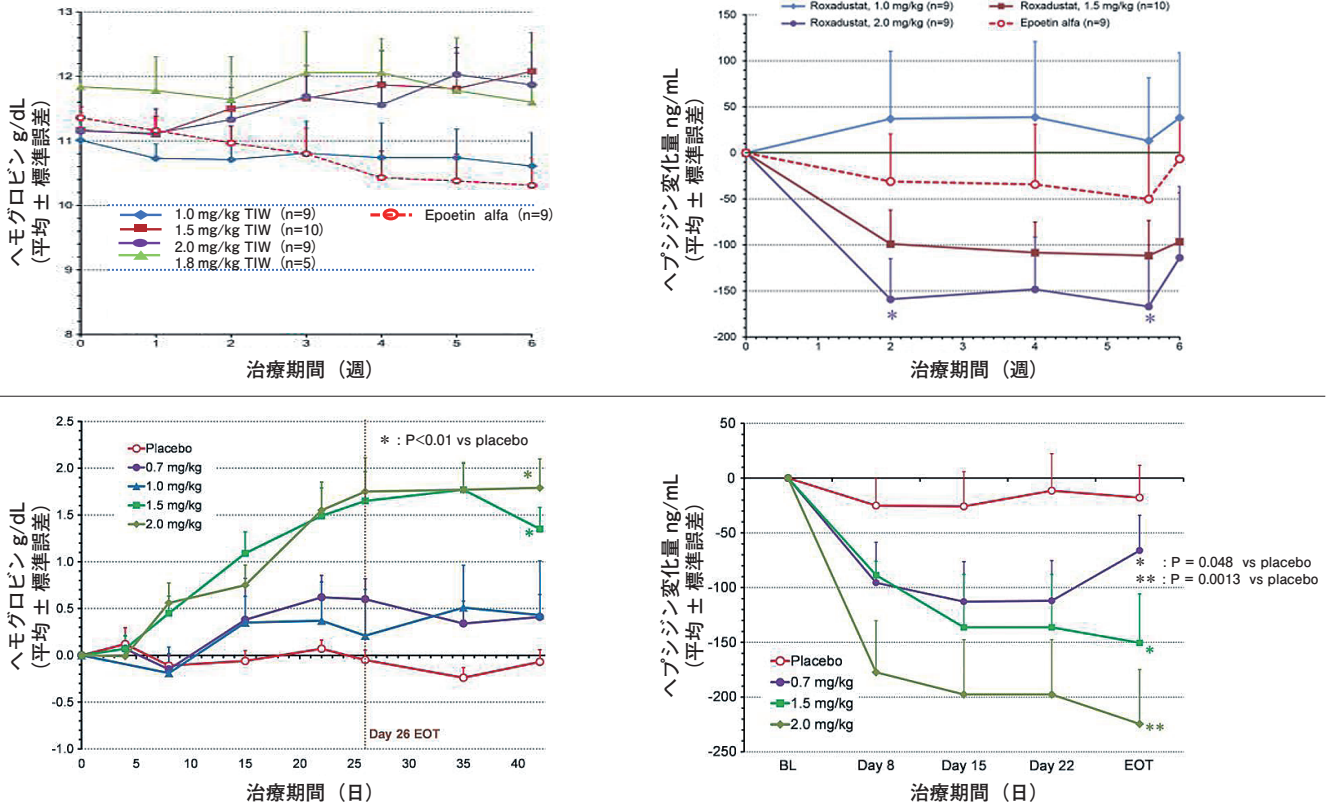 13
12
11
10
9
8
0
1
2
3
4
5
6
ヘモグロビン g/dL
(平均 ± 標準誤差)
1.0 mg/kg TIW (n=9)
1.5 mg/kg TIW (n=10)
2.0 mg/kg TIW (n=9)
1.8 mg/kg TIW (n=5)
Epoetin alfa (n=9)
治療期間(週)
Roxadustat, 1.0 mg/kg (n=9)
Roxadustat, 1.5 mg/kg (n=10)
Roxadustat, 2.0 mg/kg (n=9)
Epoetin alfa (n=9)
150
100
50
0
-50
-100
-150
-200
0
1
2
3
4
5
6
ヘプシジン変化量 ng/mL
(平均 ± 標準誤差)
*
*
治療期間(週)
2.5
2.0
1.5
1.0
0.5
0.0
-0.5
-1.0
0
5
10
15
20
25
30
35
40
ヘモグロビン g/dL
(平均 ± 標準誤差)
Placebo
0.7 mg/kg
1.0 mg/kg
1.5 mg/kg
2.0 mg/kg
* : P<0.01 vs placebo
*
*
Day 26 EOT
治療期間(日)
50
0
-50
-100
-150
-200
-250
BL
Day 8
Day 15
Day 22
EOT
ヘプシジン変化量 ng/mL
(平均 ± 標準誤差)
Placebo
0.7 mg/kg
1.5 mg/kg
2.0 mg/kg
* : P = 0.048 vs placebo
** : P = 0.0013 vs placebo
*
**
治療期間(日)